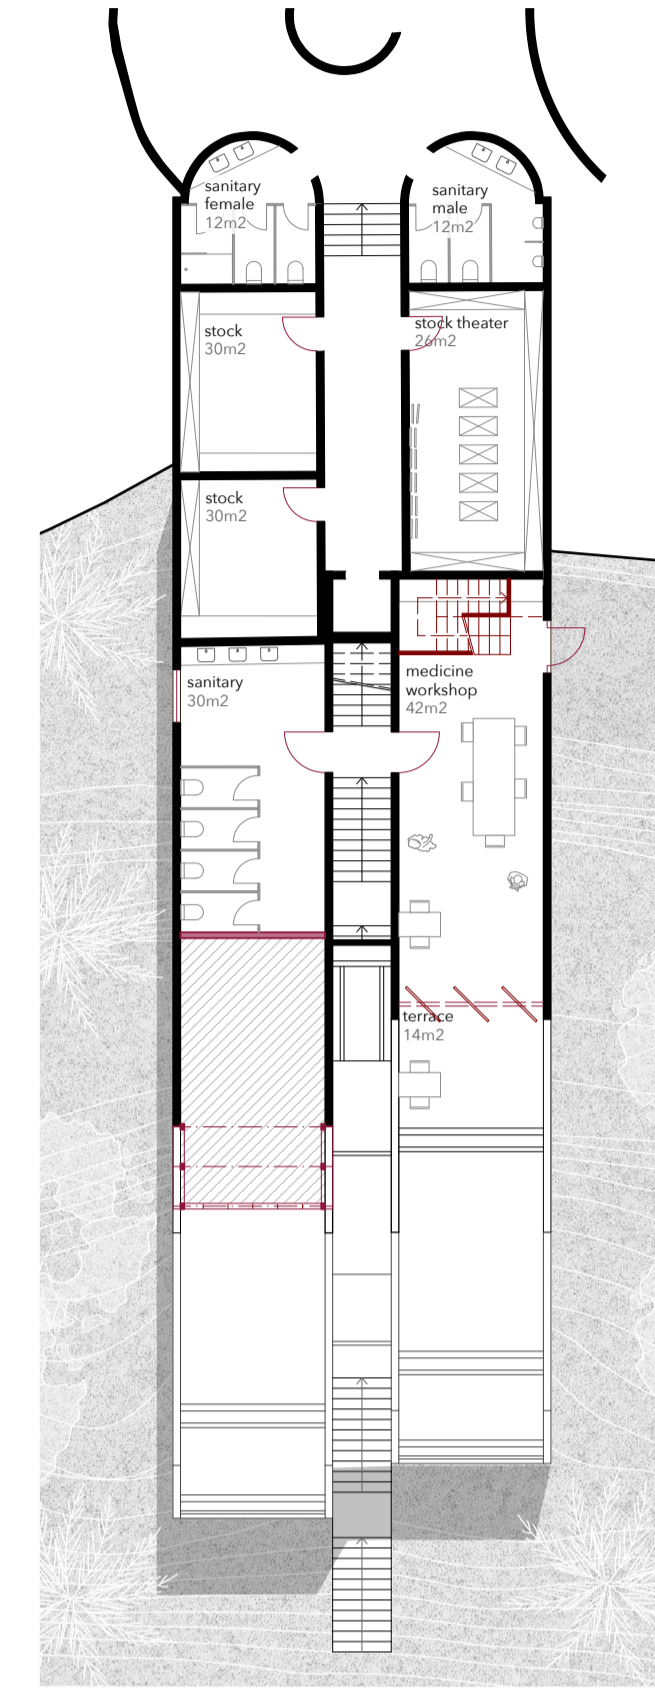 sanitary
female
12m2
sanitary
male
12m2
stock
30m2
stock theater
26m2
stock
30m2
sanitary
30m2
medicine
workshop
42m2
terrace
14m2